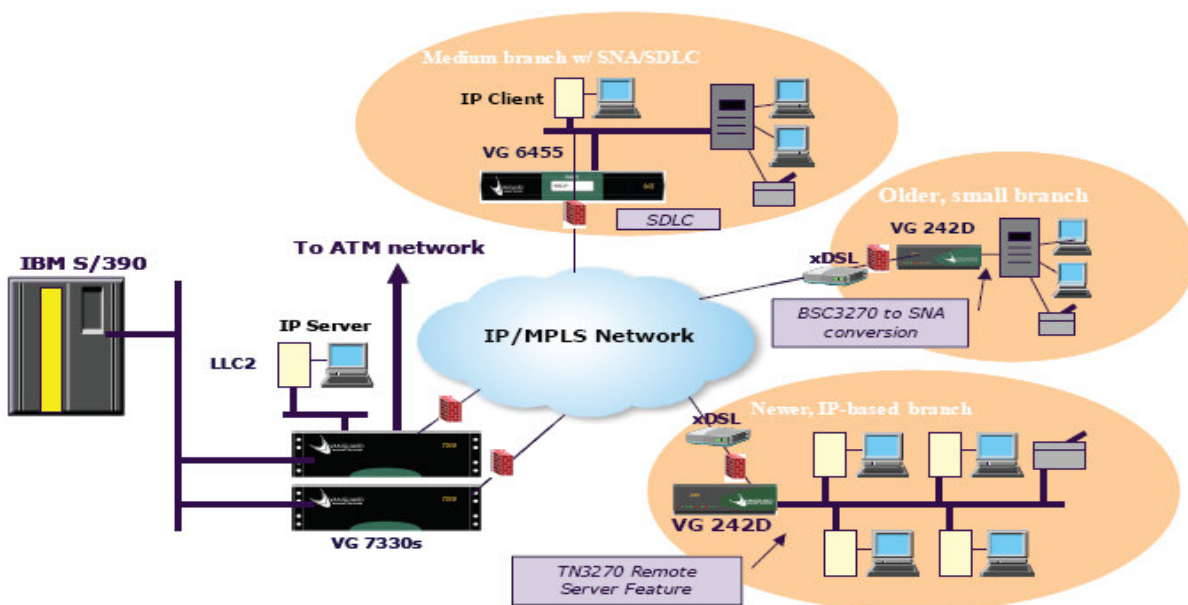 Medium branch w/ SNA/SDLC
IP Client
VG 6455
SDLC
Older, small branch
VG 242D
xDSL
BSC3270 to SNA
conversion
To ATM network
IBM S/390
IP Server
LLC2
IP/MPLS Network
VANGUARD
VANGUARD
VG 7330s
Newer, IP-based branch
xDSL
VG 242D
TN3270 Remote
Server Feature